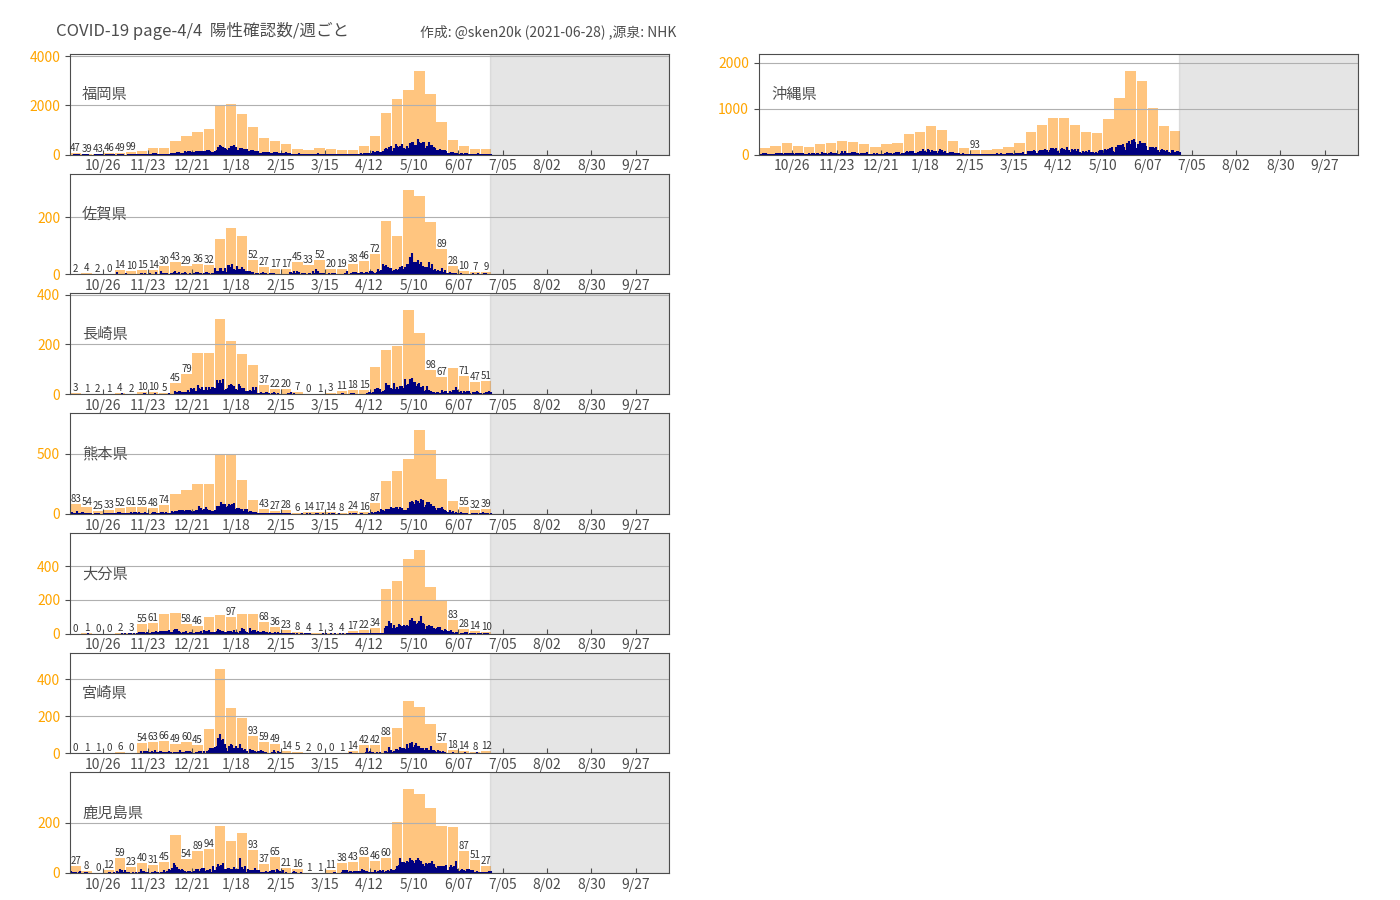 COVID-19 page-4/4 陽性確認数/週ごと
作成: @sken20k (2021-06-28) ,源泉: NHK
4000
2000
0
福岡県
47 39 43 46 49 99
10/26 11/23 12/21 1/18 2/15 3/15 4/12 5/10 6/07 7/05 8/02 8/30 9/27
2000
1000
0
沖縄県
93
10/26 11/23 12/21 1/18 2/15 3/15 4/12 5/10 6/07 7/05 8/02 8/30 9/27
200
0
佐賀県
2 4 2 0 14 10 15 14 30 43 29 36 32 52 27 17 17 45 33 52 20 19 38 46 72 89 28 10 7 9
10/26 11/23 12/21 1/18 2/15 3/15 4/12 5/10 6/07 7/05 8/02 8/30 9/27
400
200
0
長崎県
3 1 2 1 4 2 10 10 5 45 79 37 22 20 7 0 1 3 11 18 15 98 67 71 47 51
10/26 11/23 12/21 1/18 2/15 3/15 4/12 5/10 6/07 7/05 8/02 8/30 9/27
500
0
熊本県
83 54 25 33 52 61 55 48 74 43 27 28 6 14 17 14 8 24 16 87 55 32 39
10/26 11/23 12/21 1/18 2/15 3/15 4/12 5/10 6/07 7/05 8/02 8/30 9/27
400
200
0
大分県
0 1 0 0 2 3 55 61 58 46 97 68 36 23 8 4 1 3 4 17 22 34 83 28 14 10
10/26 11/23 12/21 1/18 2/15 3/15 4/12 5/10 6/07 7/05 8/02 8/30 9/27
400
200
0
宮崎県
0 1 1 0 6 0 54 63 66 49 60 45 93 59 49 14 5 2 0 0 1 14 42 42 88 57 18 14 8 12
10/26 11/23 12/21 1/18 2/15 3/15 4/12 5/10 6/07 7/05 8/02 8/30 9/27
200
0
鹿児島県
27 8 0 12 59 23 40 31 45 54 89 94 93 37 65 21 16 1 1 11 38 43 63 46 60 87 51 27
10/26 11/23 12/21 1/18 2/15 3/15 4/12 5/10 6/07 7/05 8/02 8/30 9/27